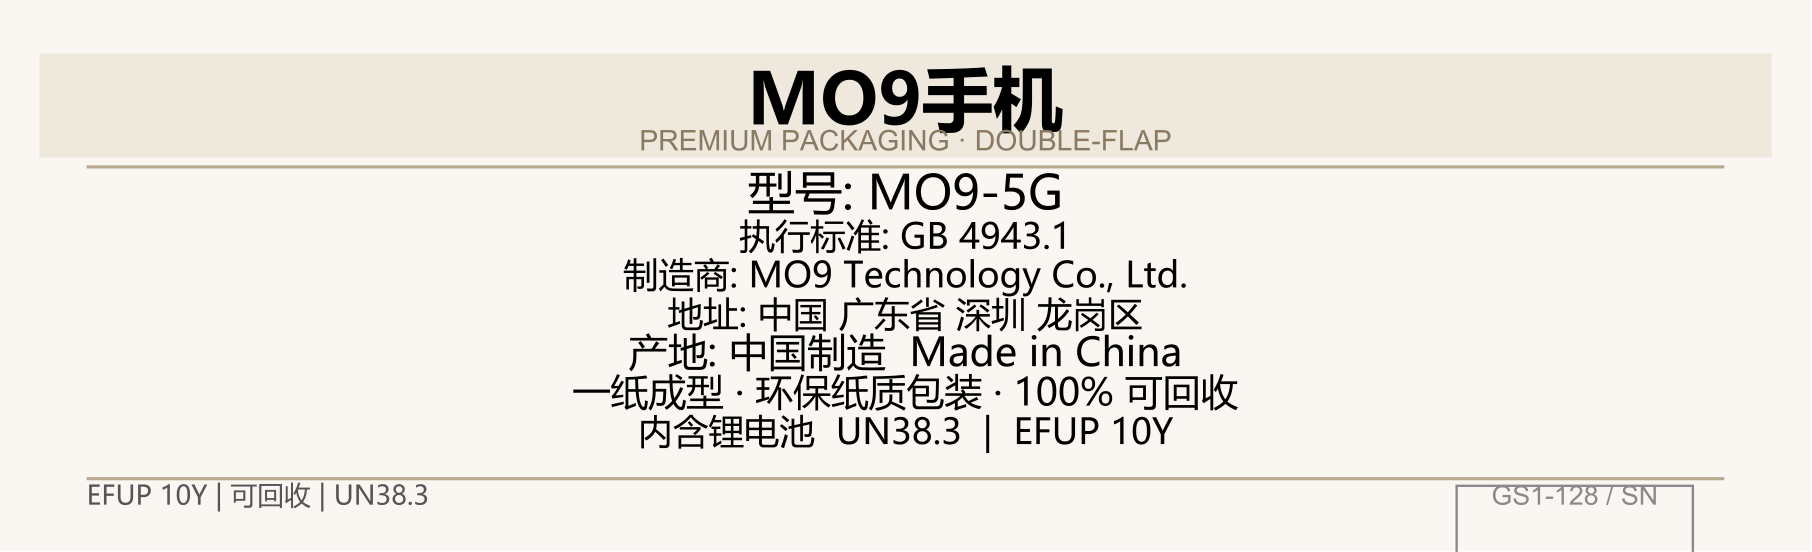 MO9手机
PREMIUM PACKAGING · DOUBLE-FLAP
型号: MO9-5G
执行标准: GB 4943.1
制造商: MO9 Technology Co., Ltd.
地址: 中国 广东省 深圳 龙岗区
产地: 中国制造 Made in China
一纸成型 · 环保纸质包装 · 100% 可回收
内含锂电池 UN38.3 | EFUP 10Y
EFUP 10Y | 可回收 | UN38.3
GS1-128 / SN